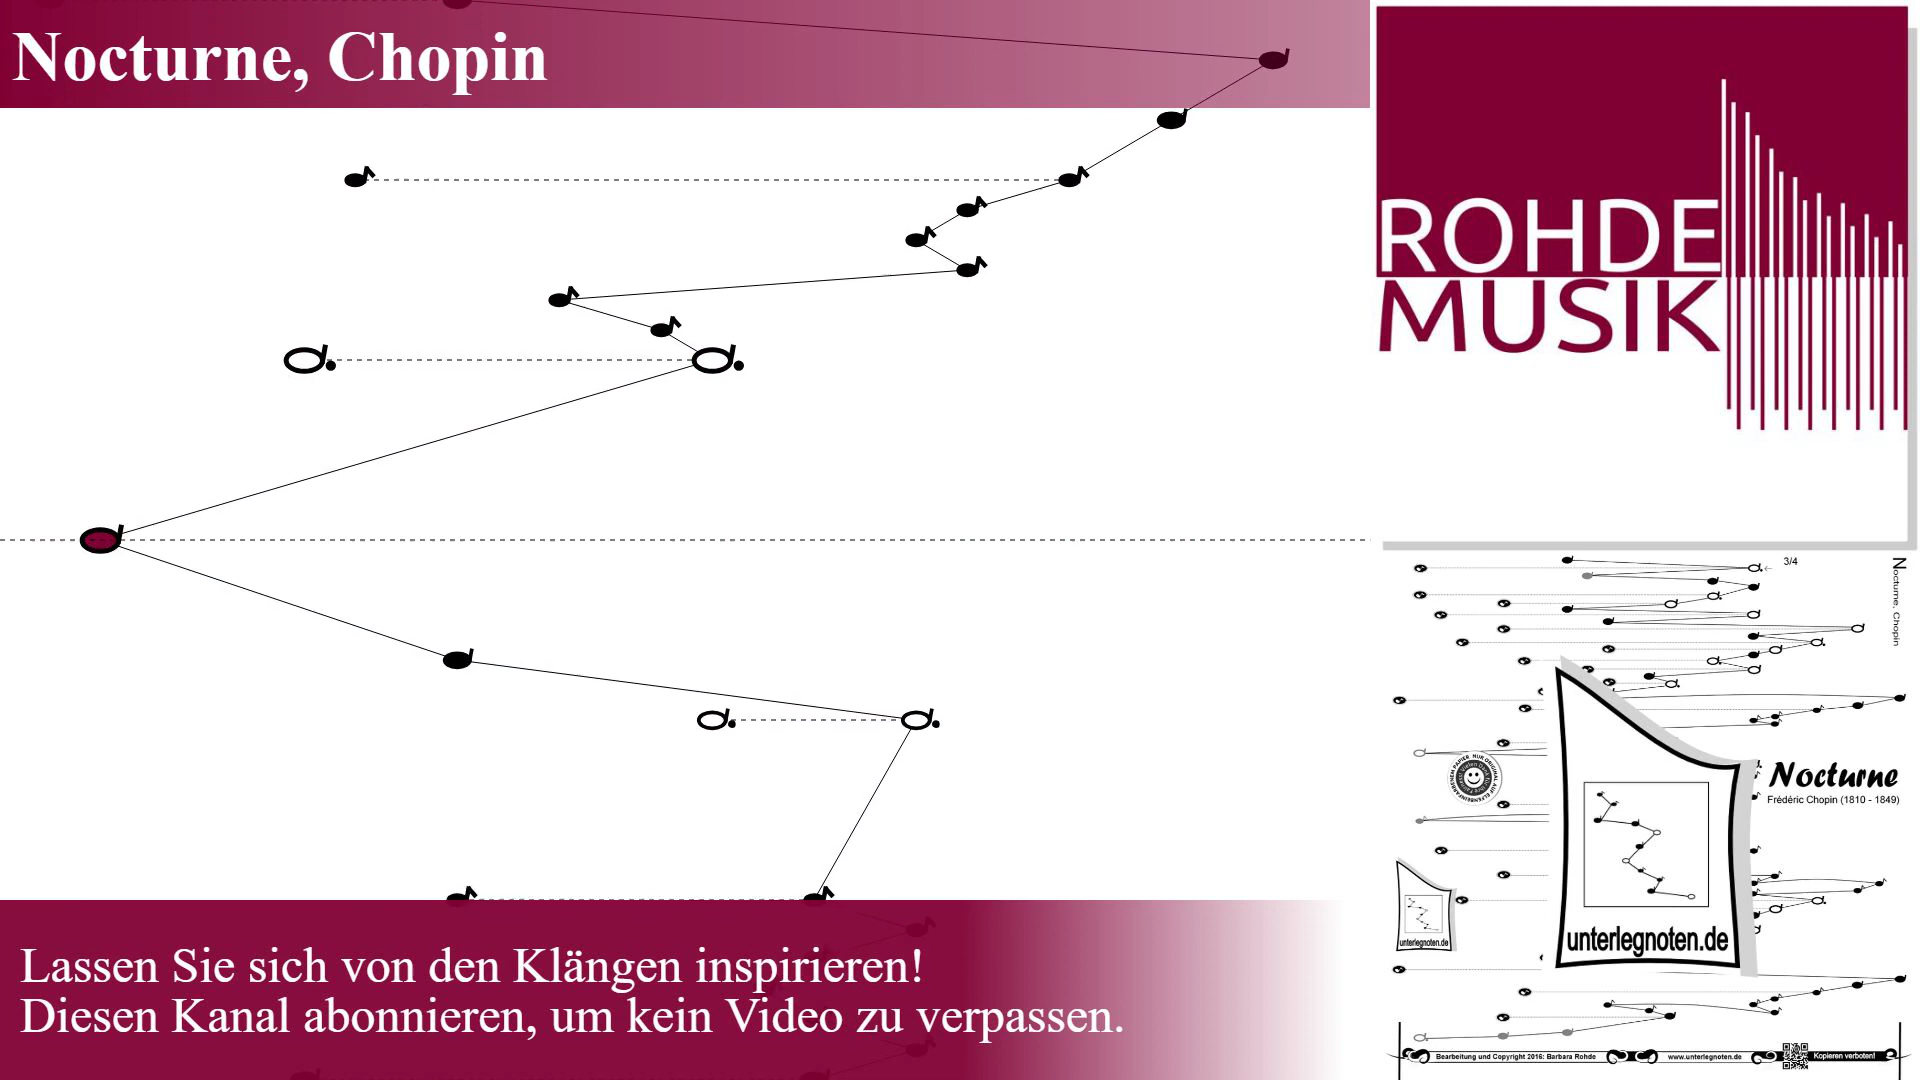 Nocturne, Chopin
ROHDE
MUSIK
3/4
Nocturne, Chopin
Nocturne
Frédéric Chopin (1810 - 1849)
unterlegnoten.de
unterlegnoten.de
Lassen Sie sich von den Klängen inspirieren!
Diesen Kanal abonnieren, um kein Video zu verpassen.
Bearbeitung und Copyright 2016: Barbara Rohde
www.unterlegnoten.de
Kopieren verboten!